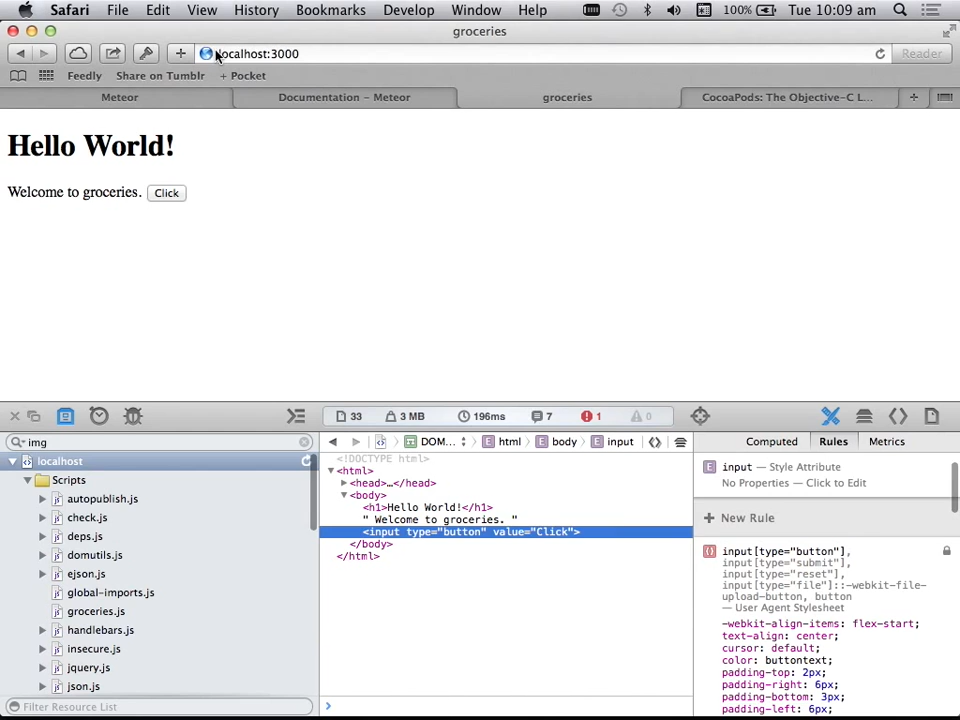 Safari File Edit View History Bookmarks Develop Window Help 100% Tue 10:09 am
groceries
localhost:3000 Reader
Feedly Share on Tumblr + Pocket
Meteor Documentation – Meteor groceries CocoaPods: The Objective-C L... +
Hello World!
Welcome to groceries. Click
33 3 MB 196ms 7 1 0
img
localhost
Scripts
autopublish.js
check.js
deps.js
domutils.js
ejson.js
global-imports.js
groceries.js
handlebars.js
insecure.js
jquery.js
json.js
Filter Resource List
DOM... E html E body E input
<!DOCTYPE html>
<html>
<head>…</head>
<body>
<h1>Hello World!</h1>
" Welcome to groceries. "
<input type="button" value="Click">
</body>
</html>
Computed Rules Metrics
E input — Style Attribute
No Properties — Click to Edit
+ New Rule
input[type="button"],
input[type="submit"],
input[type="reset"],
input[type="file"]::-webkit-file-
upload-button, button
— User Agent Stylesheet
-webkit-align-items: flex-start;
text-align: center;
cursor: default;
color: buttontext;
padding-top: 2px;
padding-right: 6px;
padding-bottom: 3px;
padding-left: 6px;